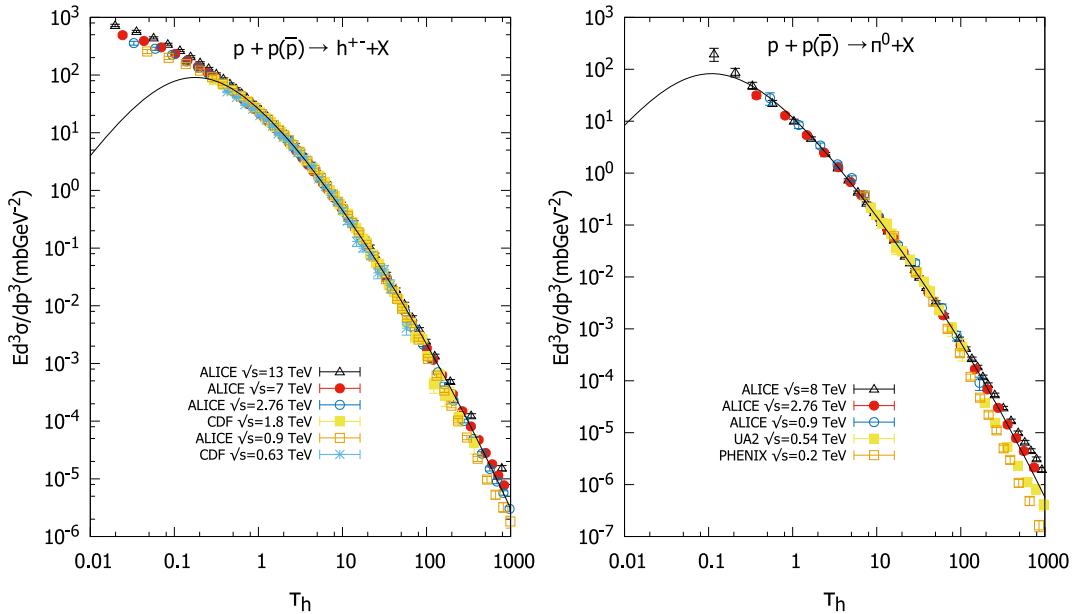 p + p(p̅) → h⁺⁻+X
Ed³σ/dp³(mbGeV⁻²)
10³
10²
10¹
10⁰
10⁻¹
10⁻²
10⁻³
10⁻⁴
10⁻⁵
10⁻⁶
ALICE √s=13 TeV
ALICE √s=7 TeV
ALICE √s=2.76 TeV
CDF √s=1.8 TeV
ALICE √s=0.9 TeV
CDF √s=0.63 TeV
0.01 0.1 1 10 100 1000
τₕ
p + p(p̅) → π⁰+X
Ed³σ/dp³(mbGeV⁻²)
10³
10²
10¹
10⁰
10⁻¹
10⁻²
10⁻³
10⁻⁴
10⁻⁵
10⁻⁶
10⁻⁷
ALICE √s=8 TeV
ALICE √s=2.76 TeV
ALICE √s=0.9 TeV
UA2 √s=0.54 TeV
PHENIX √s=0.2 TeV
0.01 0.1 1 10 100 1000
τₕ